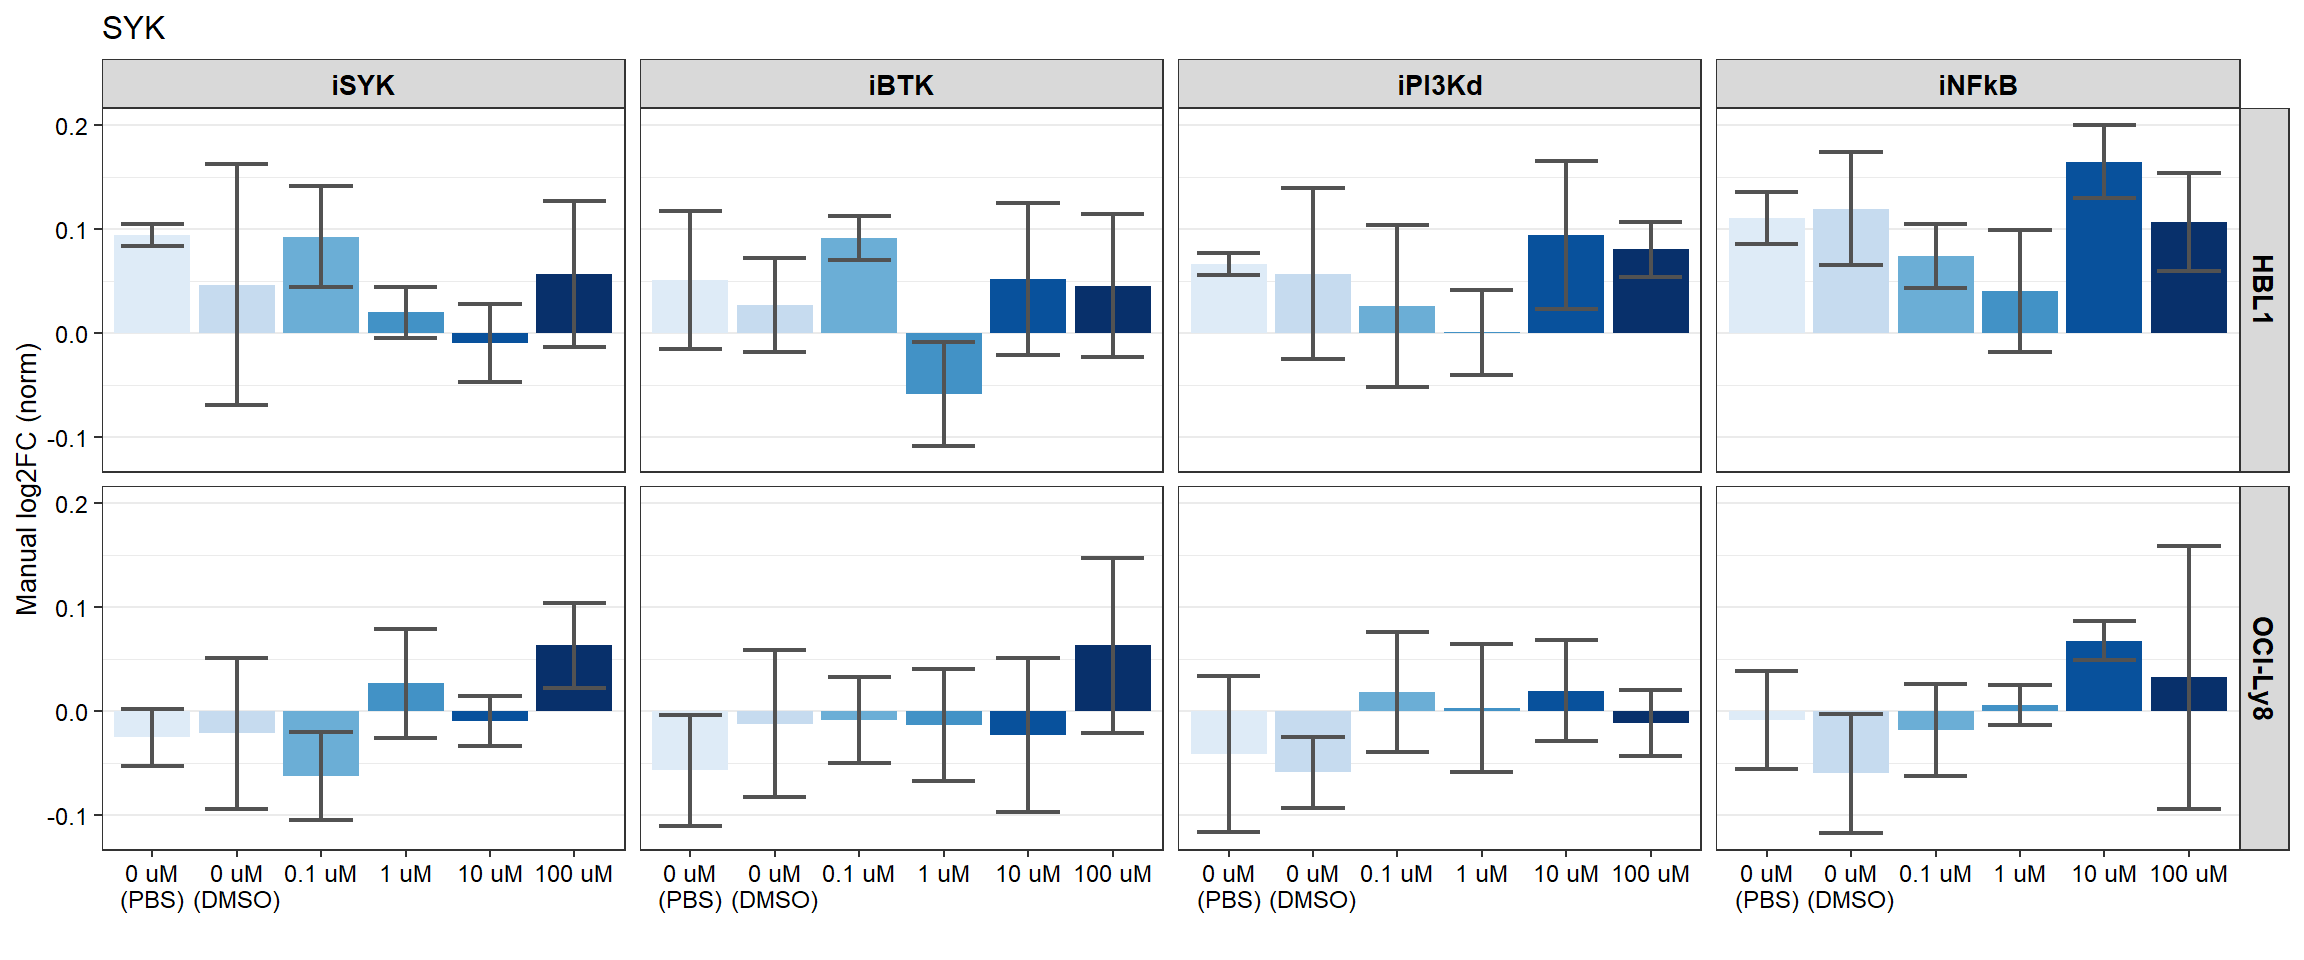 SYK
iSYK iBTK iPI3Kd iNFkB
Manual log2FC (norm)
0.2
0.1
0.0
-0.1
HBL1
0.2
0.1
0.0
-0.1
OCI-Ly8
0 uM 0 uM 0.1 uM 1 uM 10 uM 100 uM 0 uM 0 uM 0.1 uM 1 uM 10 uM 100 uM 0 uM 0 uM 0.1 uM 1 uM 10 uM 100 uM 0 uM 0 uM 0.1 uM 1 uM 10 uM 100 uM
(PBS) (DMSO) (PBS) (DMSO) (PBS) (DMSO) (PBS) (DMSO)